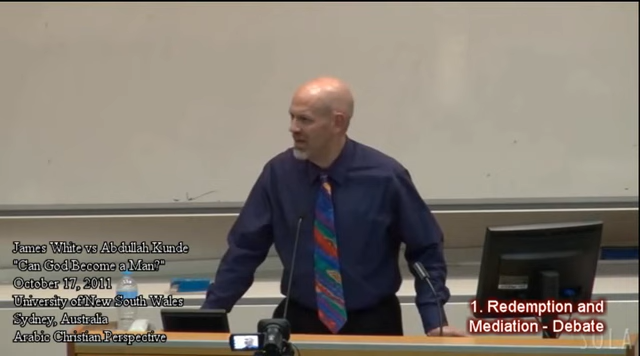 James White vs Abdullah Kunde
"Can God Become a Man?"
October 17, 2011
University of New South Wales
Sydney, Australia
Arabic Christian Perspective
1. Redemption and
Mediation - Debate
SOLA